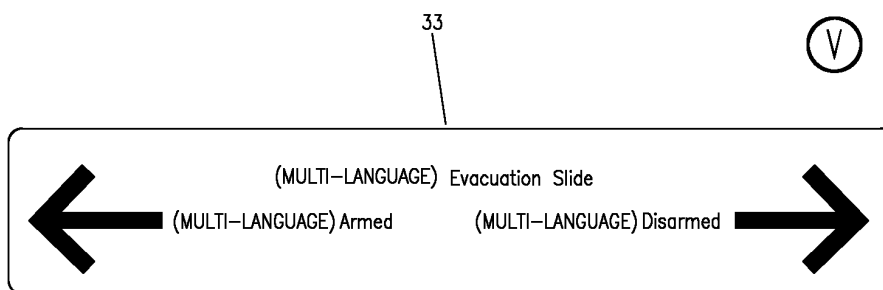 33
V
(MULTI-LANGUAGE) Evacuation Slide
(MULTI-LANGUAGE) Armed (MULTI-LANGUAGE) Disarmed